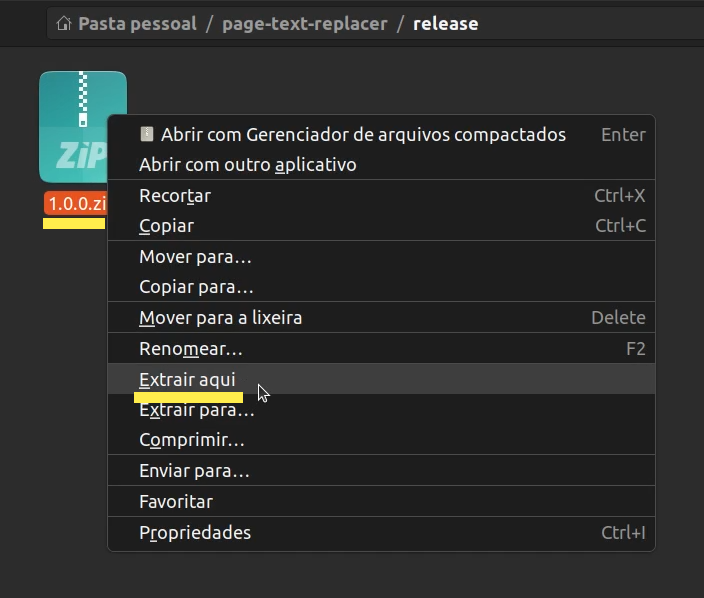 Pasta pessoal / page-text-replacer / release
ZiP
1.0.0.zi
Abrir com Gerenciador de arquivos compactados Enter
Abrir com outro aplicativo
Recortar Ctrl+X
Copiar Ctrl+C
Mover para…
Copiar para…
Mover para a lixeira Delete
Renomear… F2
Extrair aqui
Extrair para…
Comprimir…
Enviar para…
Favoritar
Propriedades Ctrl+I